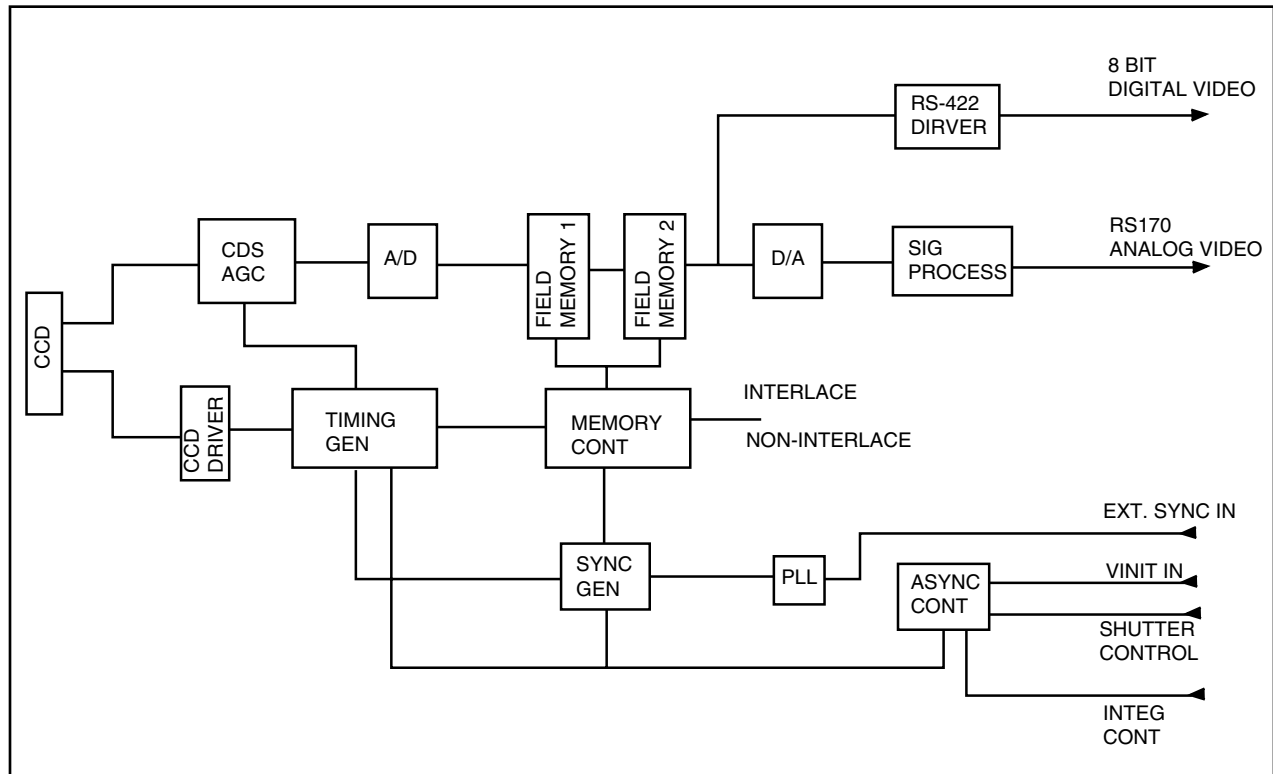 8 BIT
DIGITAL VIDEO
RS-422
DIRVER
RS170
ANALOG VIDEO
CDS
AGC
A/D
FIELD
MEMORY 1
FIELD
MEMORY 2
D/A
SIG
PROCESS
CCD
CCD
DRIVER
TIMING
GEN
MEMORY
CONT
INTERLACE
NON-INTERLACE
EXT. SYNC IN
SYNC
GEN
PLL
ASYNC
CONT
VINIT IN
SHUTTER
CONTROL
INTEG
CONT